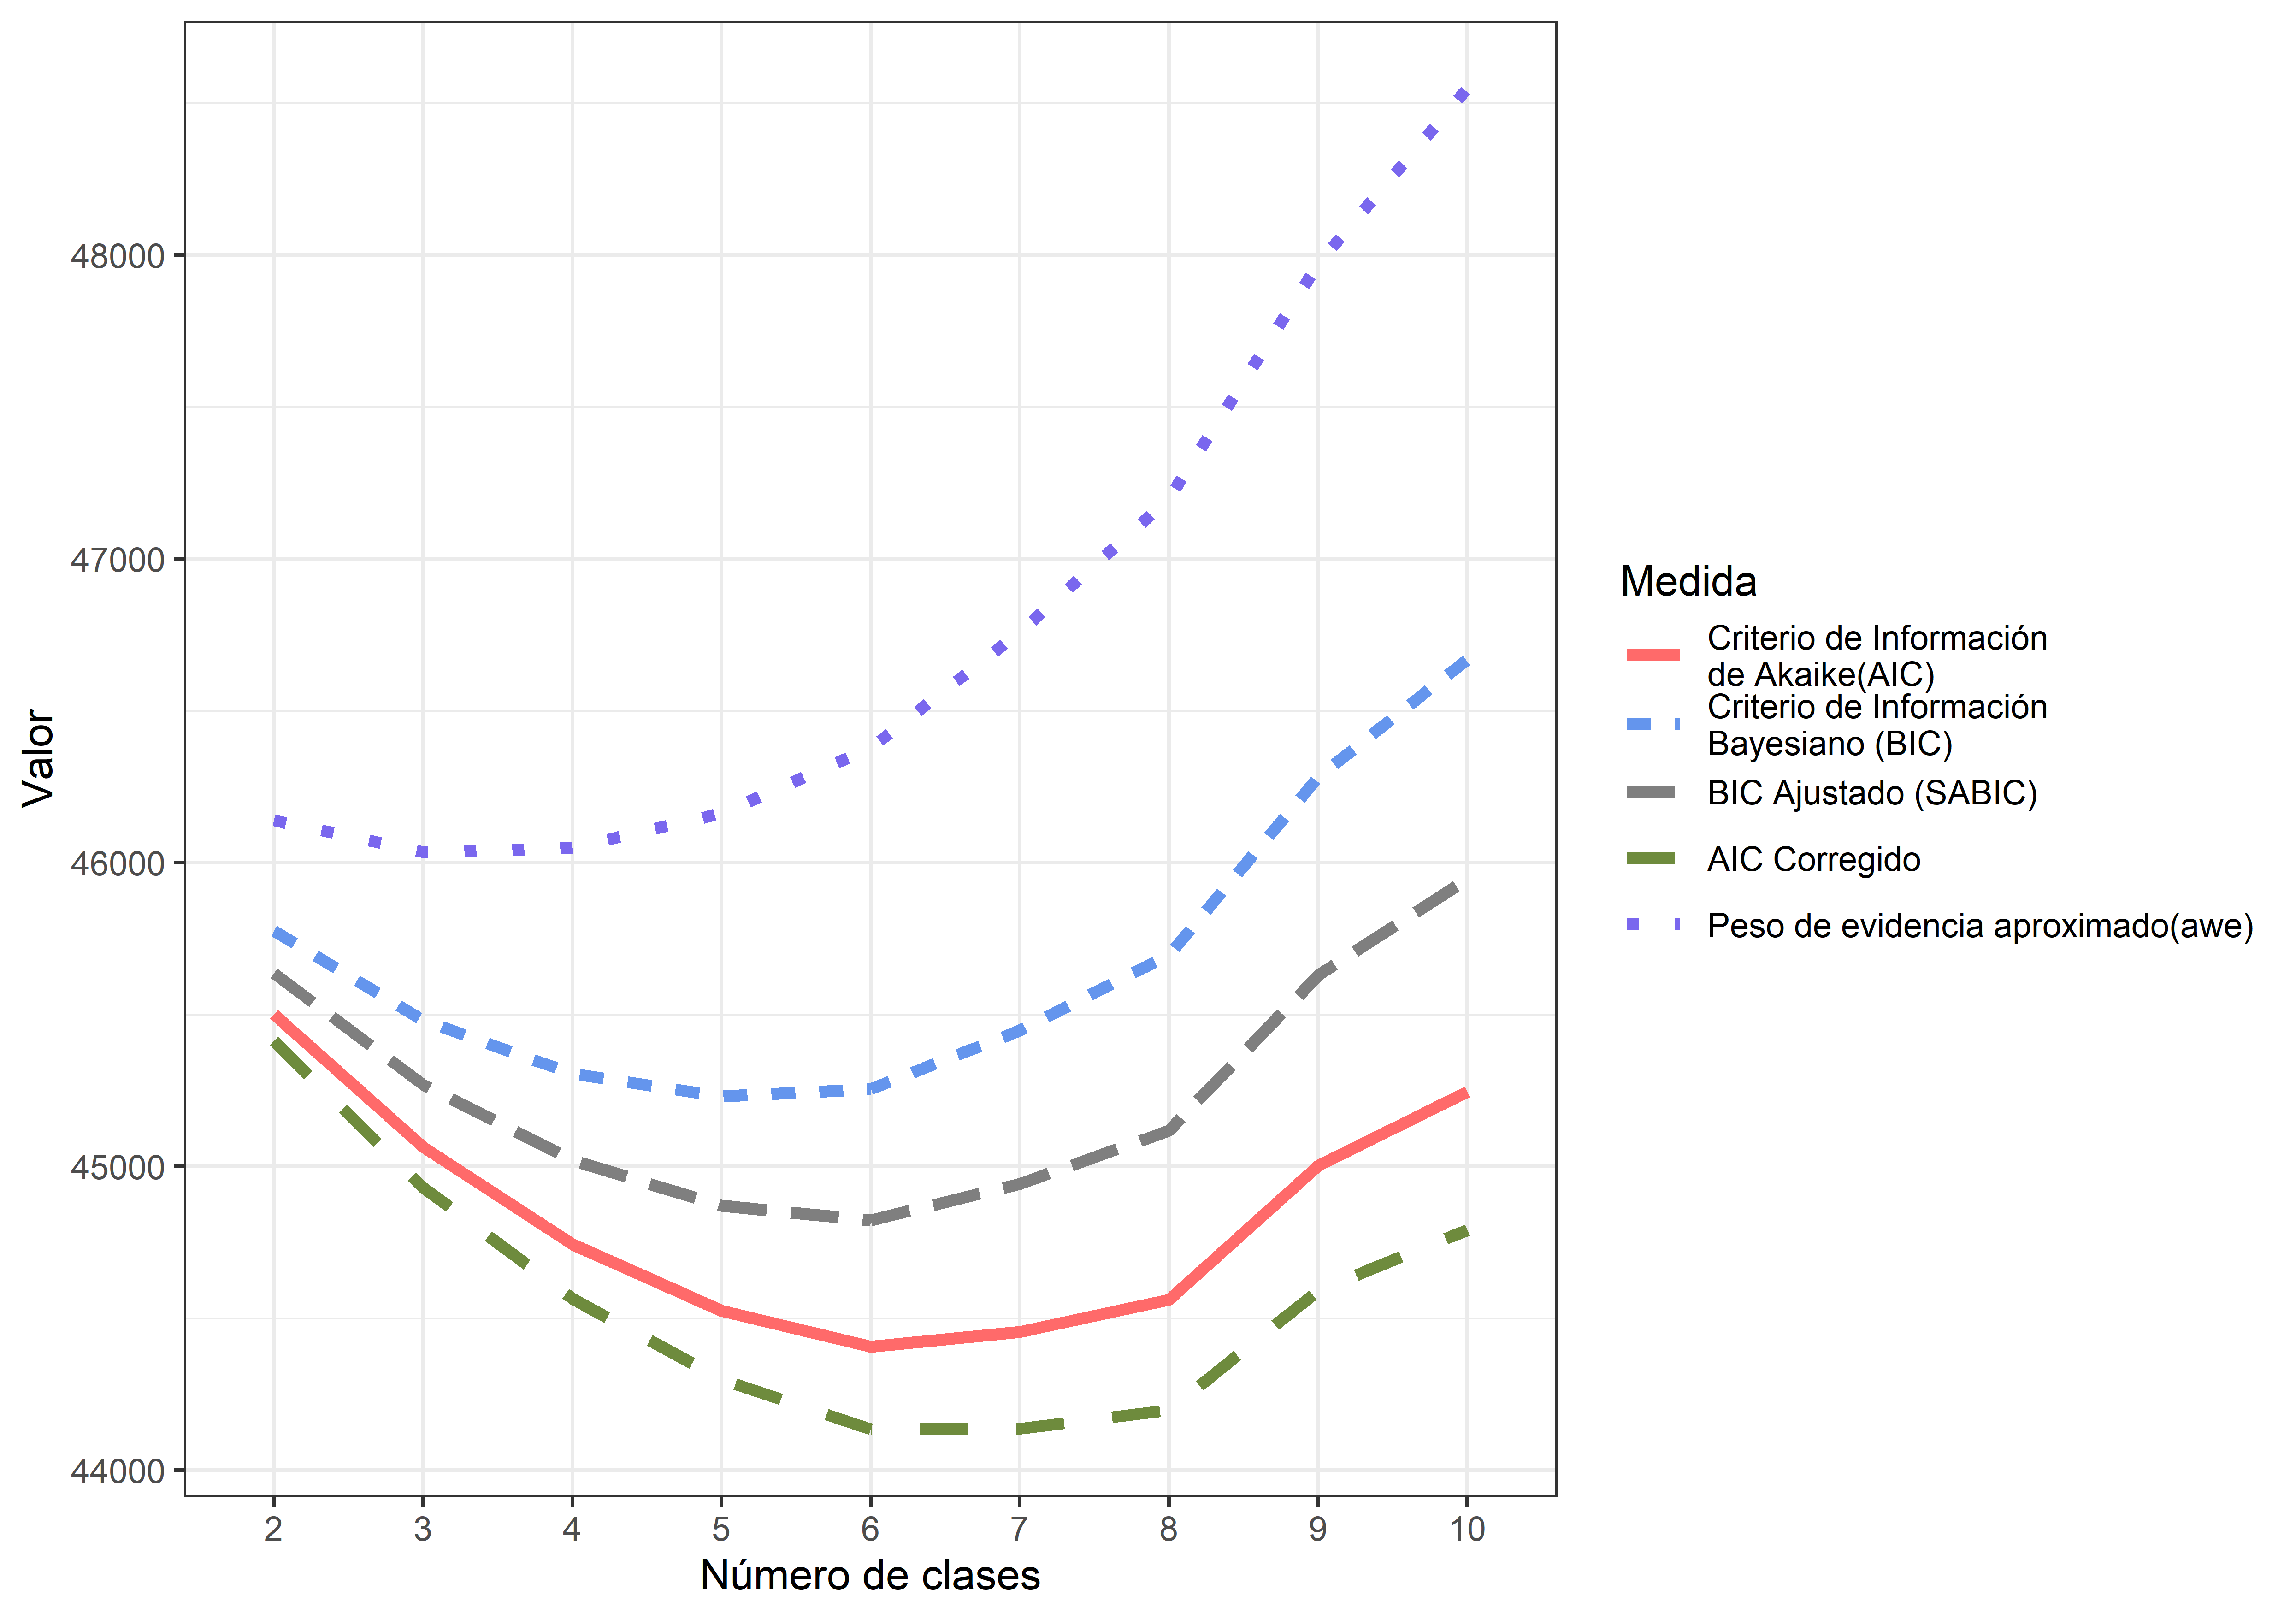 48000
47000
46000
45000
44000
Valor
2 3 4 5 6 7 8 9 10
Número de clases
Medida
Criterio de Información
de Akaike(AIC)
Criterio de Información
Bayesiano (BIC)
BIC Ajustado (SABIC)
AIC Corregido
Peso de evidencia aproximado(awe)